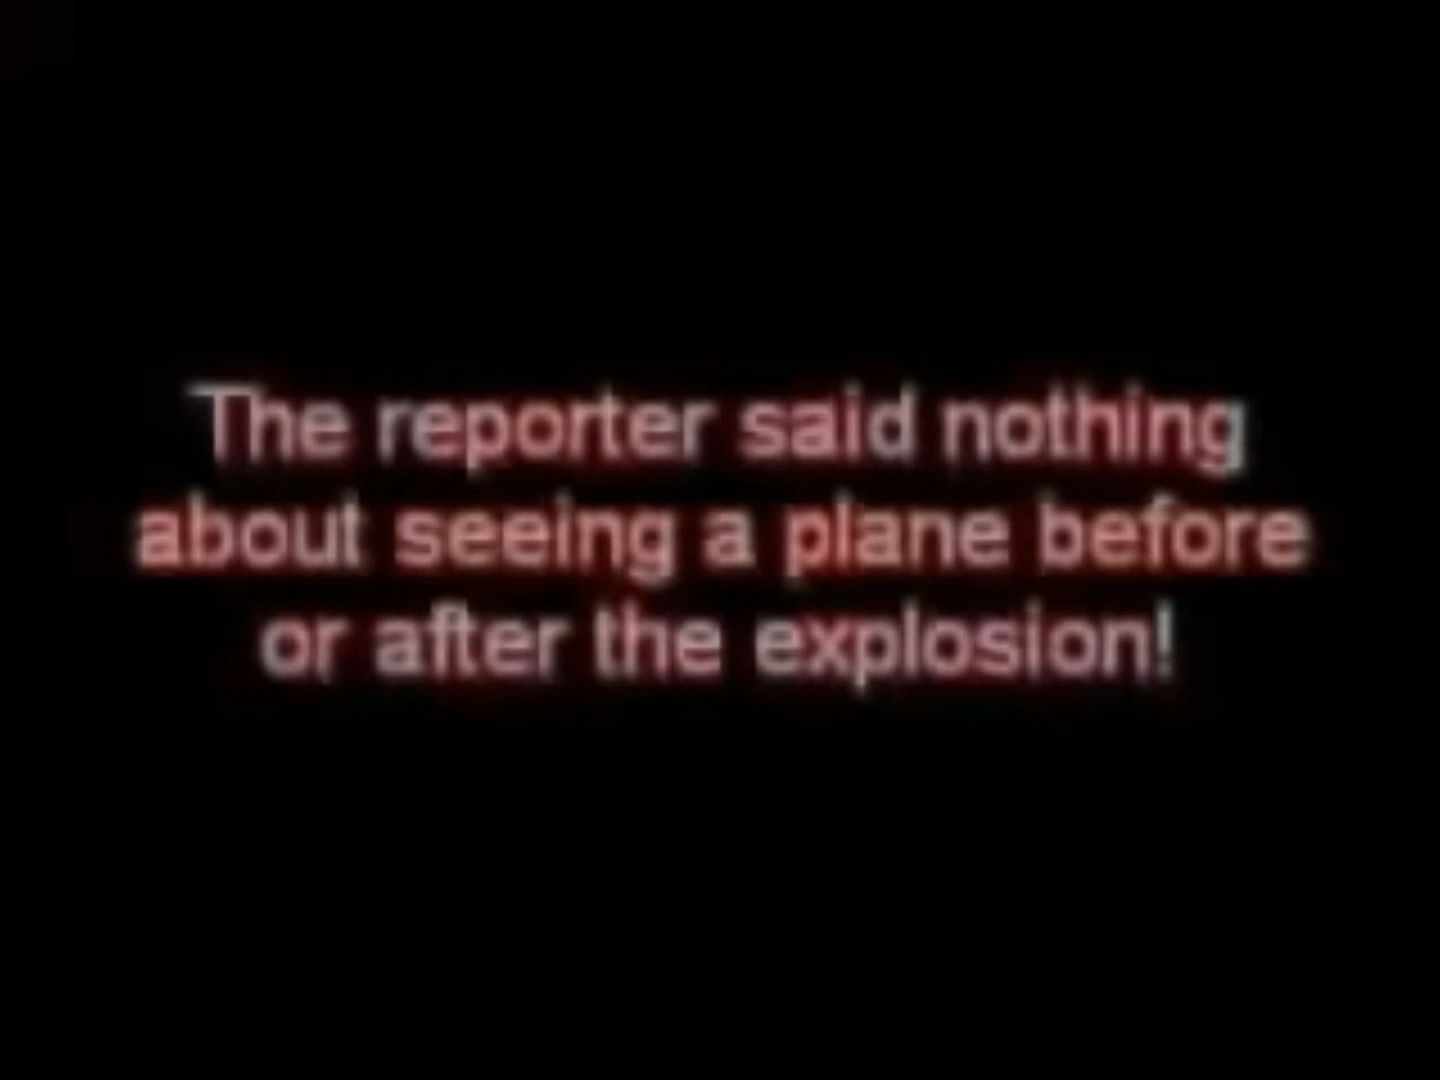 The reporter said nothing
about seeing a plane before
or after the explosion!